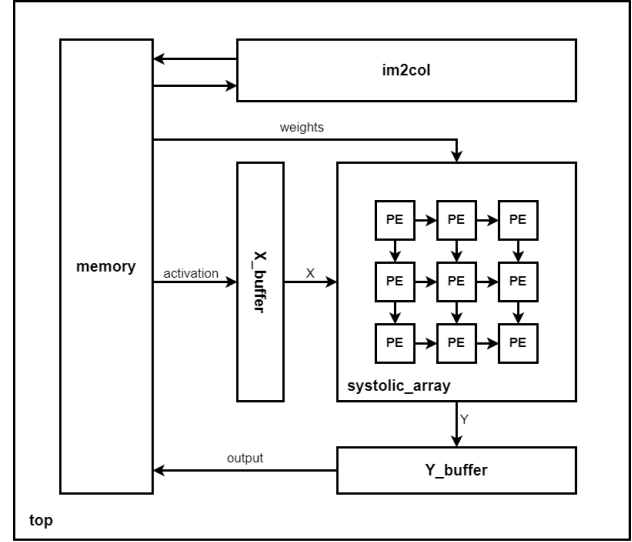 im2col
weights
PE PE PE
X_buffer
memory
activation
X
PE PE PE
PE PE PE
systolic_array
Y
output
Y_buffer
top